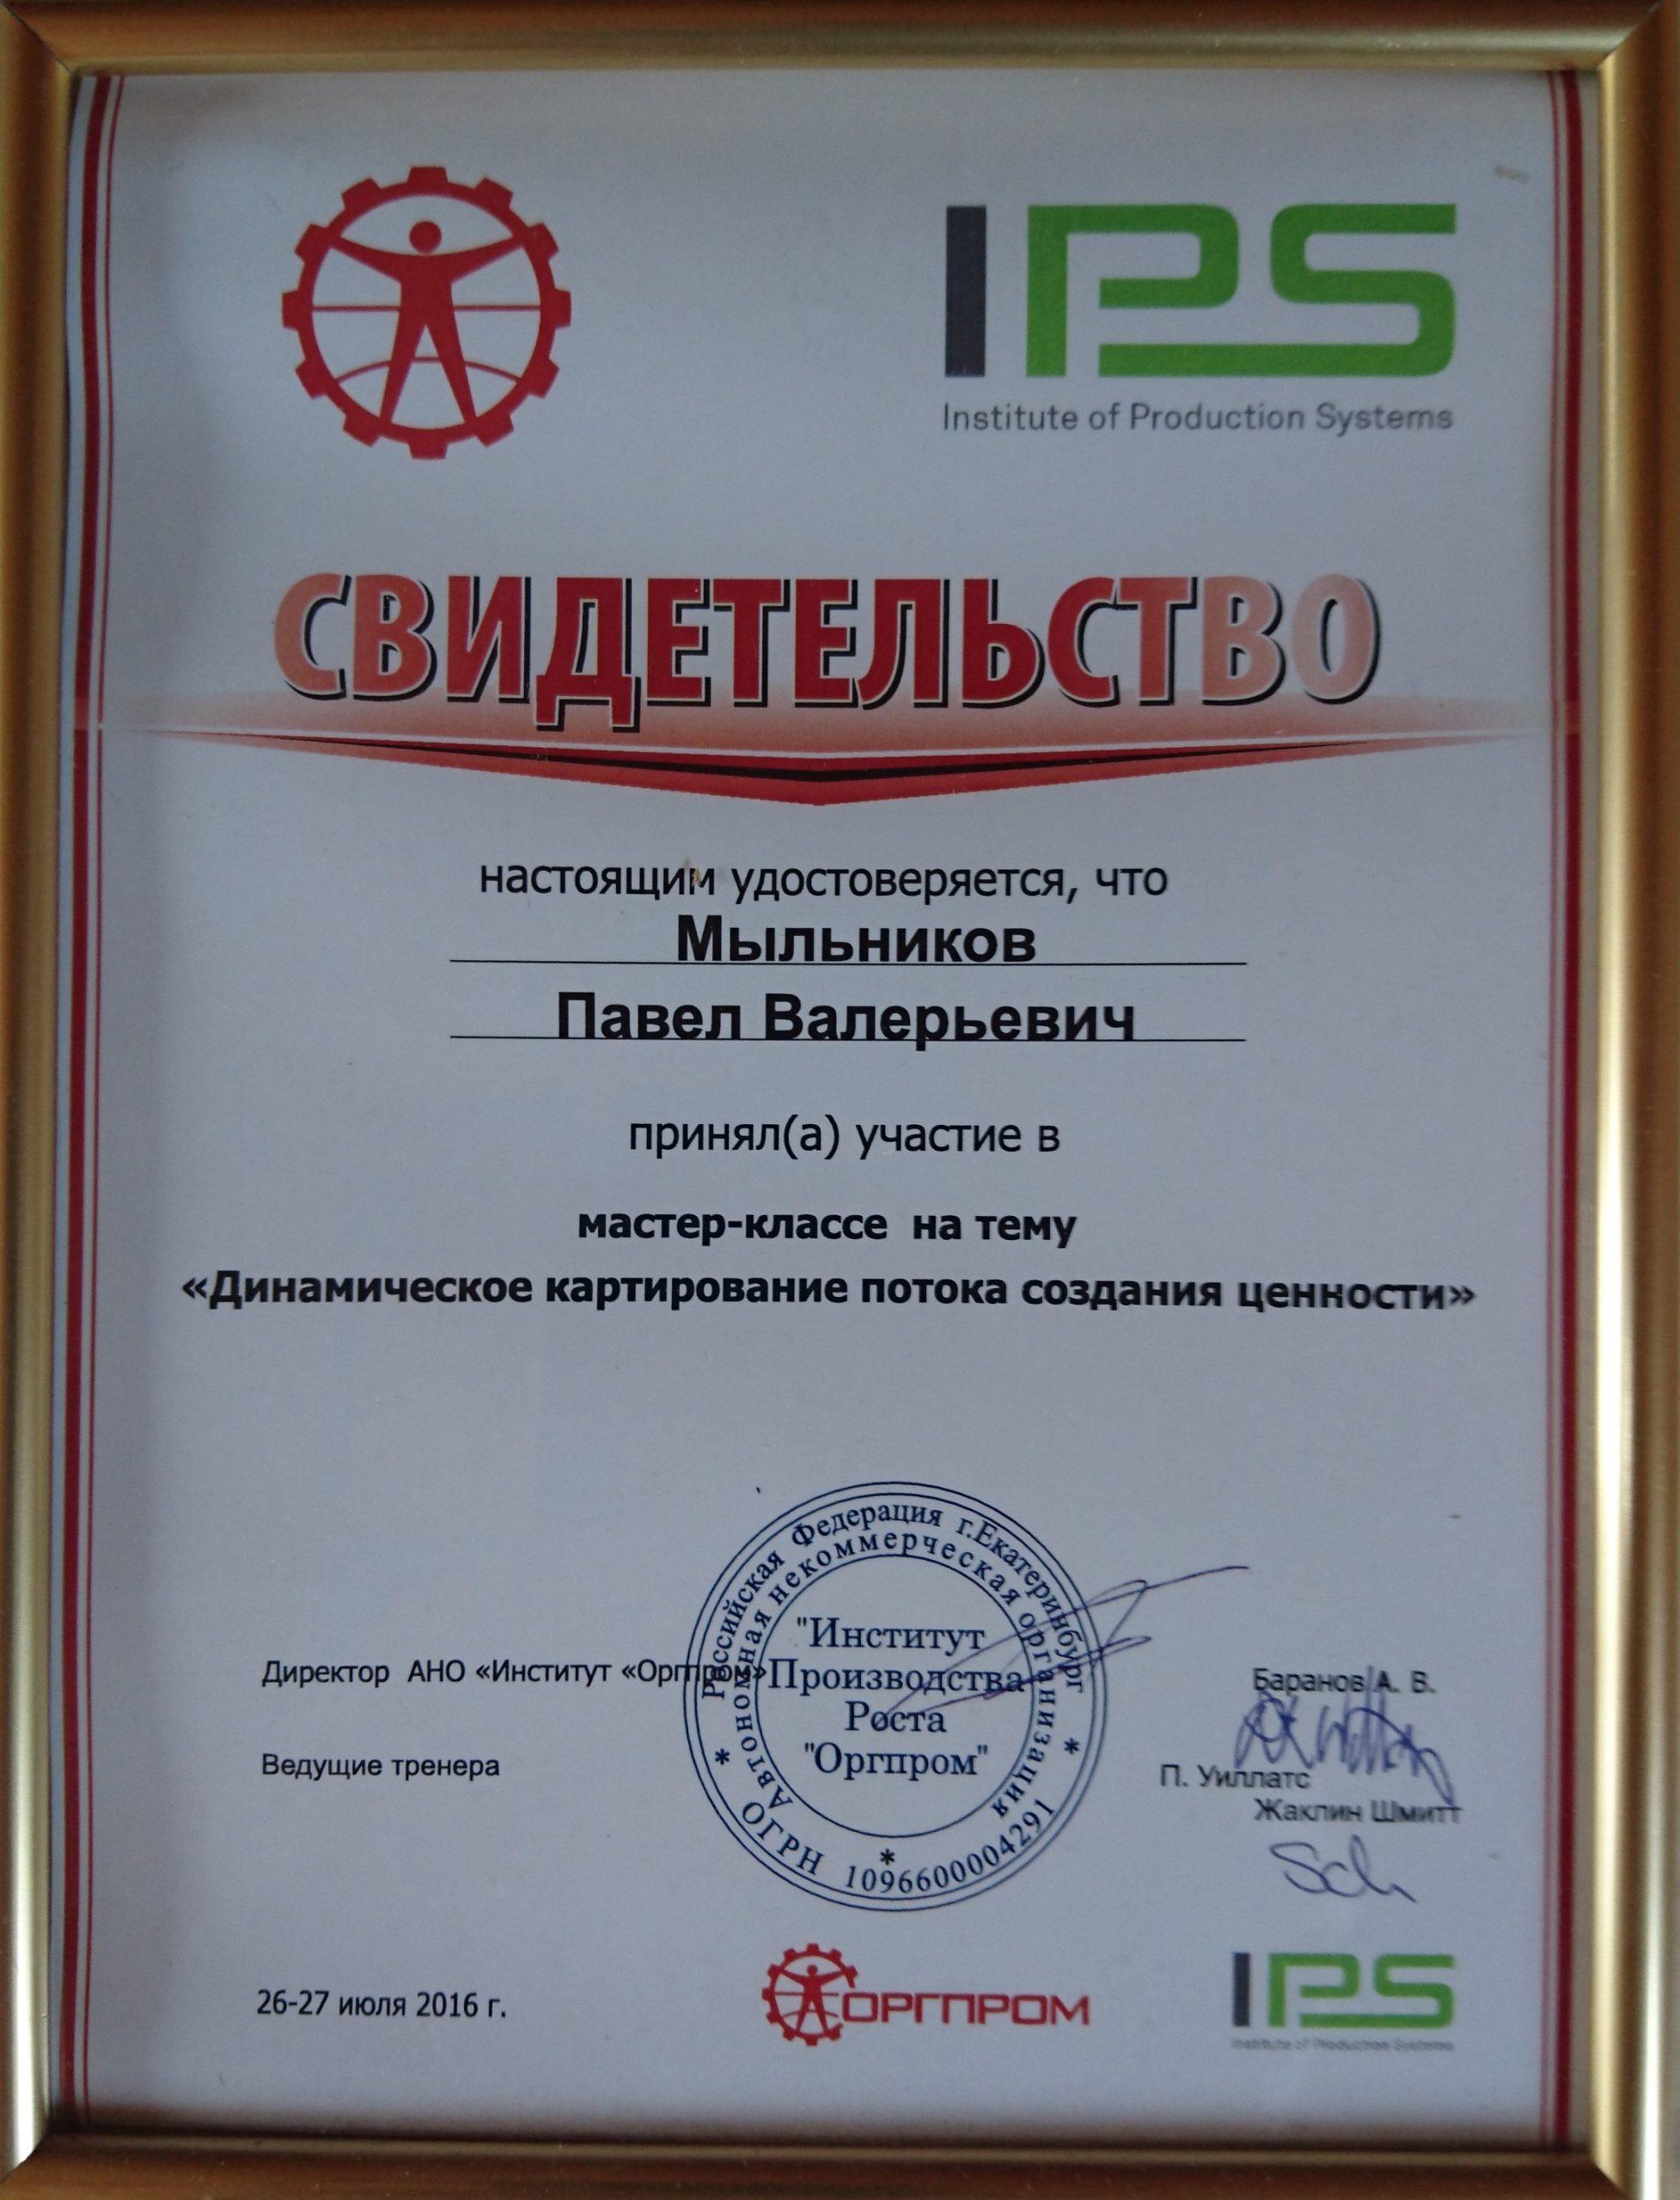 IPS
Institute of Production Systems
СВИДЕТЕЛЬСТВО
настоящим удостоверяется, что
Мыльников
Павел Валерьевич
принял(а) участие в
мастер-классе на тему
«Динамическое картирование потока создания ценности»
Российская Федерация г.Екатеринбург
Автономная некоммерческая организация
"Институт
Производства
Роста
"Оргпром"
ОГРН 1096600004291
Директор АНО «Институт «Оргпром»
Баранов А. В.
Ведущие тренера
П. Уиллатс
Жаклин Шмитт
Sch
26-27 июля 2016 г.
ОРГПРОМ
IPS
Institute of Production Systems